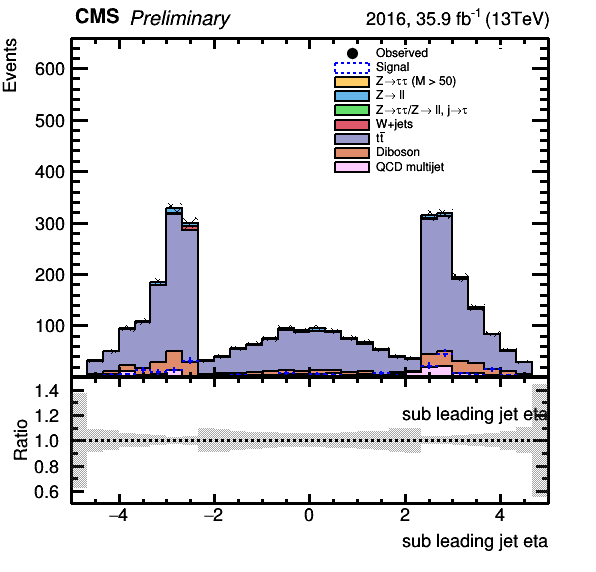 CMS Preliminary 2016, 35.9 fb⁻¹ (13TeV)
Events
Observed
Signal
Z→ττ (M > 50)
Z→ ll
Z→ττ/Z→ ll, j→τ
W+jets
tt̄
Diboson
QCD multijet
600
500
400
300
200
100
Ratio
1.4
1.2
1.0
0.8
0.6
sub leading jet eta
−4 −2 0 2 4
sub leading jet eta